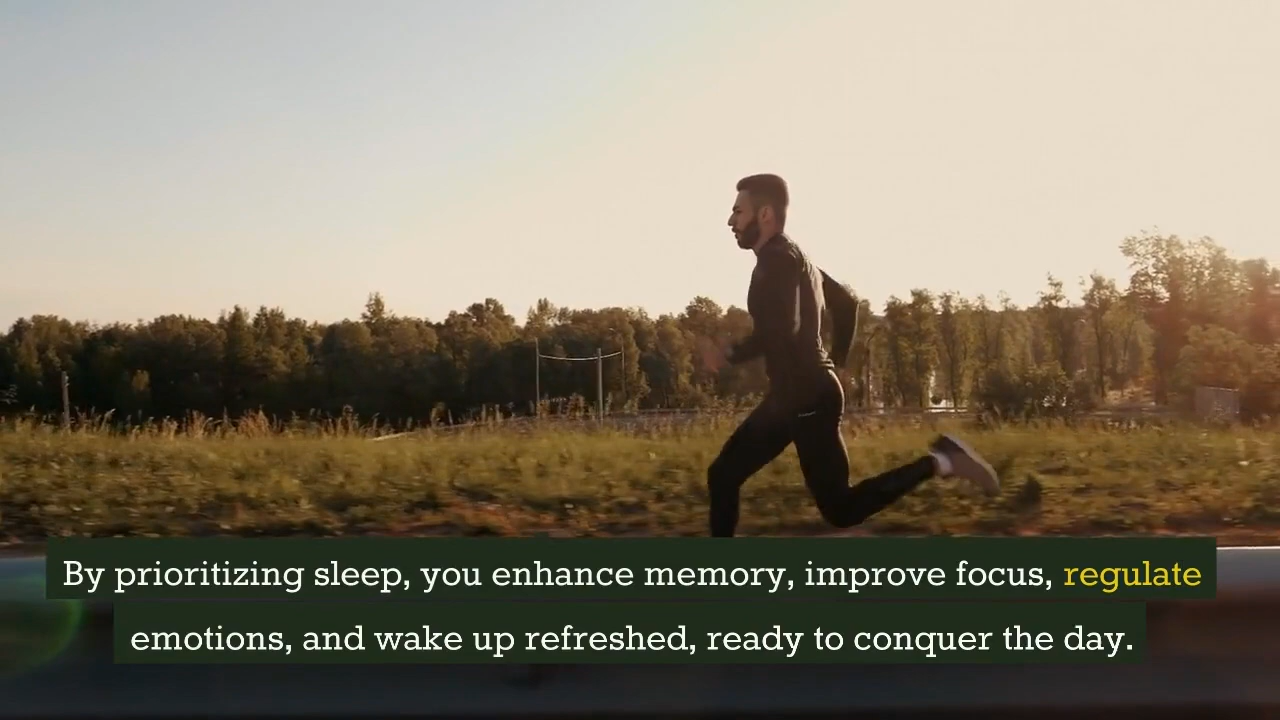 By prioritizing sleep, you enhance memory, improve focus, regulate
emotions, and wake up refreshed, ready to conquer the day.